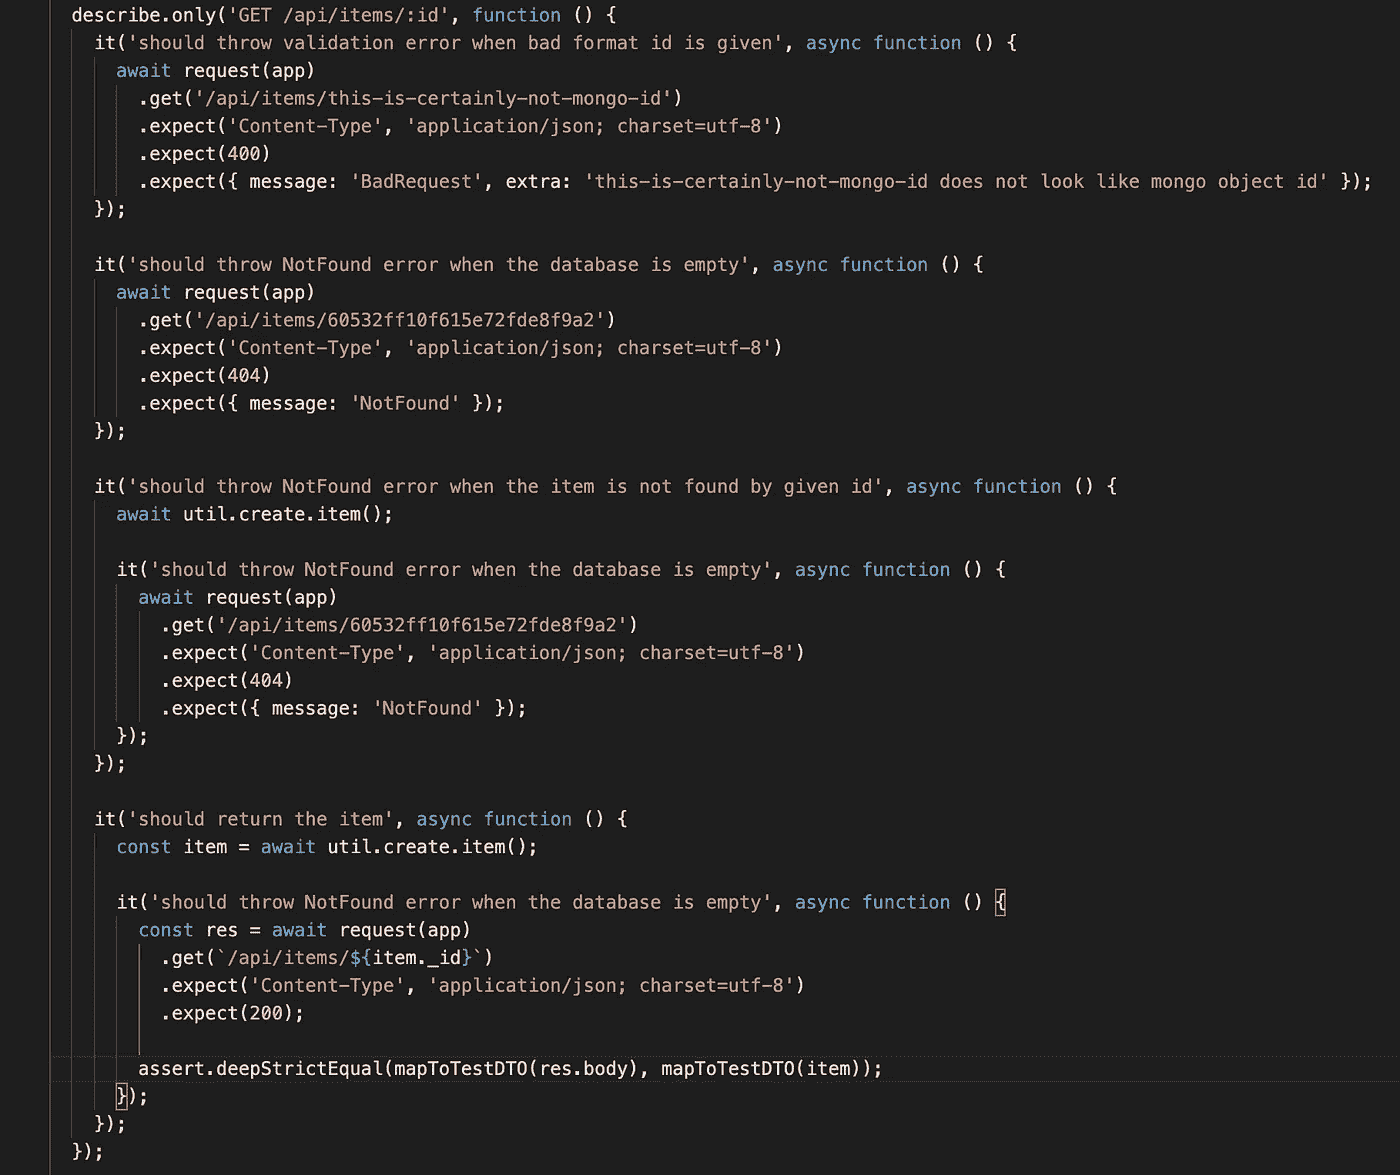 describe.only('GET /api/items/:id', function () {
  it('should throw validation error when bad format id is given', async function () {
    await request(app)
      .get('/api/items/this-is-certainly-not-mongo-id')
      .expect('Content-Type', 'application/json; charset=utf-8')
      .expect(400)
      .expect({ message: 'BadRequest', extra: 'this-is-certainly-not-mongo-id does not look like mongo object id' });
  });

  it('should throw NotFound error when the database is empty', async function () {
    await request(app)
      .get('/api/items/60532ff10f615e72fde8f9a2')
      .expect('Content-Type', 'application/json; charset=utf-8')
      .expect(404)
      .expect({ message: 'NotFound' });
  });

  it('should throw NotFound error when the item is not found by given id', async function () {
    await util.create.item();

    it('should throw NotFound error when the database is empty', async function () {
      await request(app)
        .get('/api/items/60532ff10f615e72fde8f9a2')
        .expect('Content-Type', 'application/json; charset=utf-8')
        .expect(404)
        .expect({ message: 'NotFound' });
    });
  });

  it('should return the item', async function () {
    const item = await util.create.item();

    it('should throw NotFound error when the database is empty', async function () {
      const res = await request(app)
        .get(`/api/items/${item._id}`)
        .expect('Content-Type', 'application/json; charset=utf-8')
        .expect(200);

      assert.deepStrictEqual(mapToTestDTO(res.body), mapToTestDTO(item));
    });
  });
});